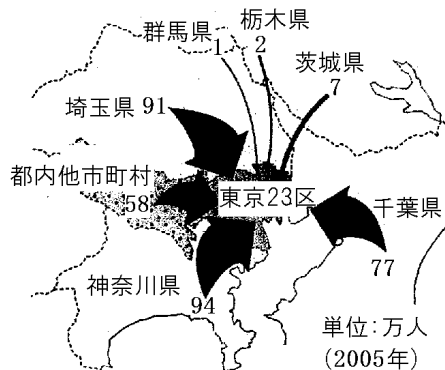 群馬県
1
栃木県
2
茨城県
7
埼玉県 91
都内他市町村
58
東京23区
千葉県
77
神奈川県
94
単位:万人
(2005年)